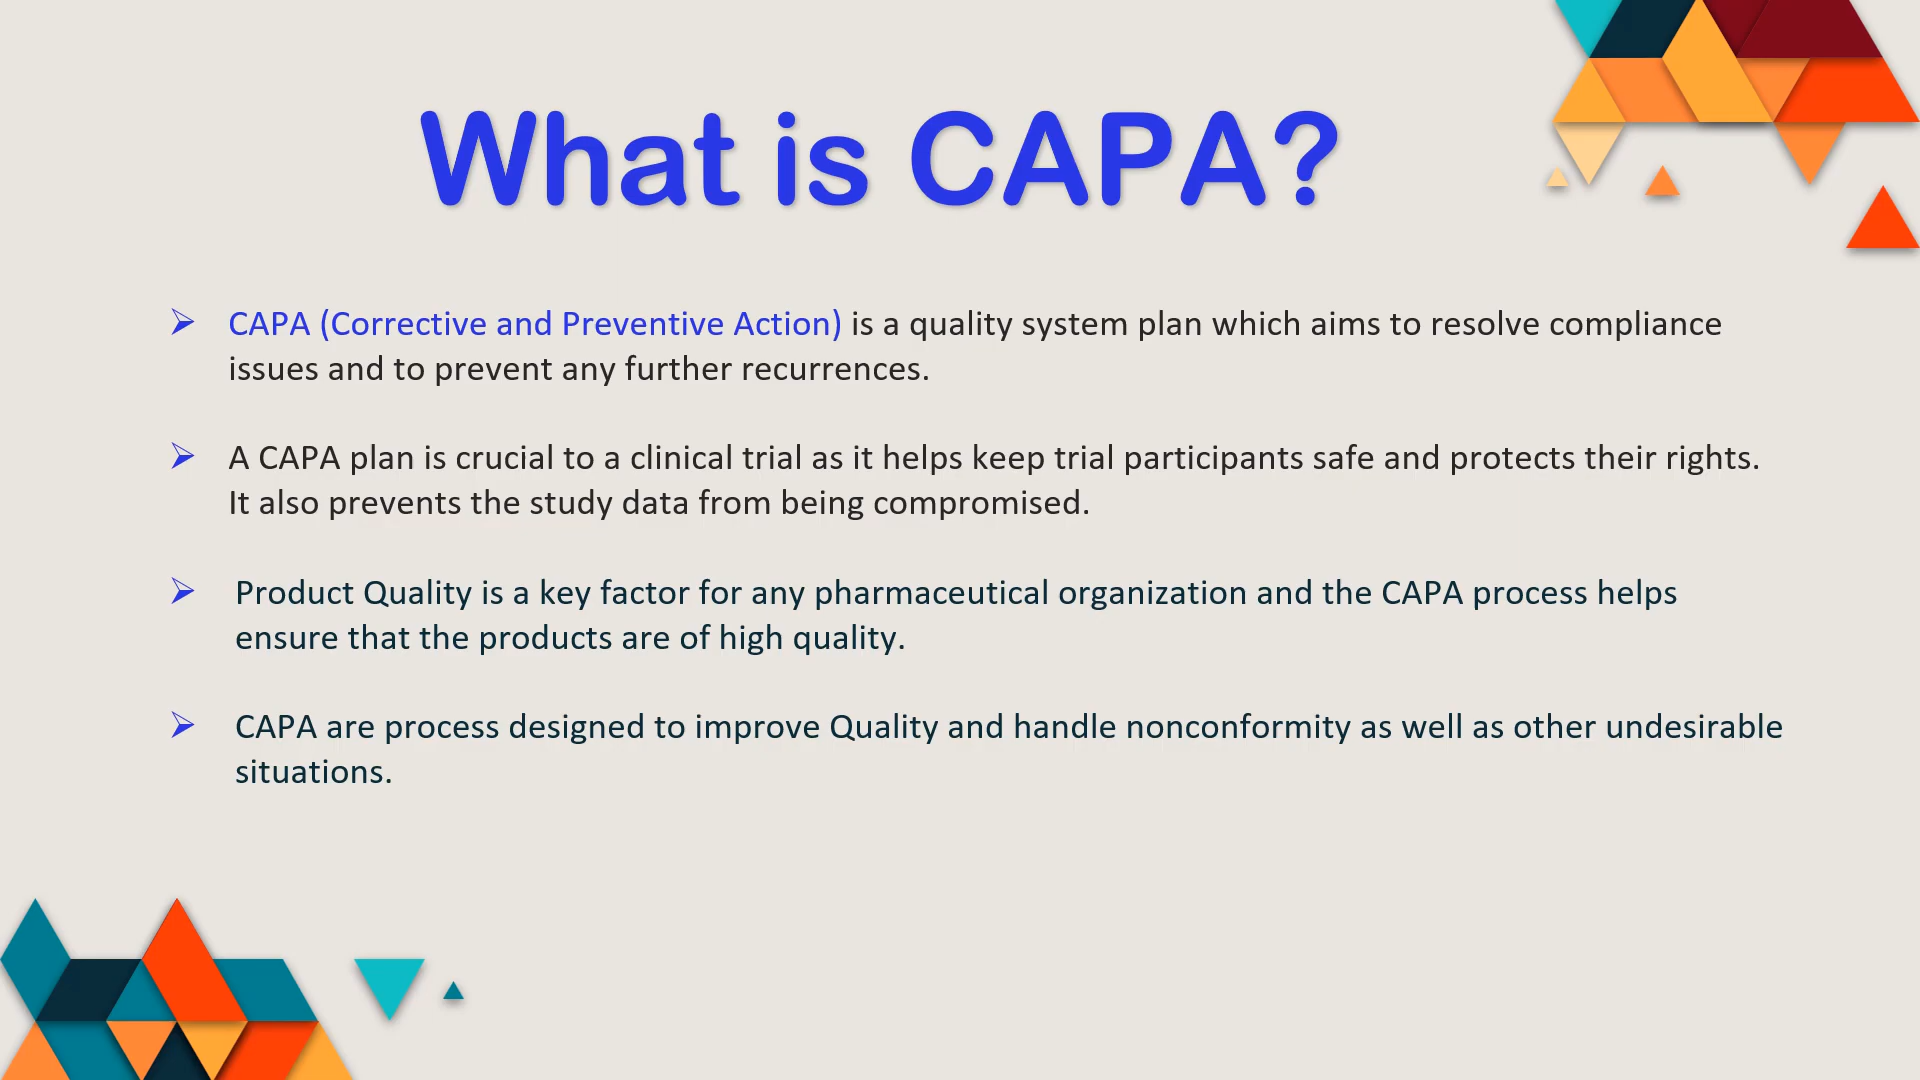 What is CAPA?
CAPA (Corrective and Preventive Action) is a quality system plan which aims to resolve compliance
issues and to prevent any further recurrences.
A CAPA plan is crucial to a clinical trial as it helps keep trial participants safe and protects their rights.
It also prevents the study data from being compromised.
Product Quality is a key factor for any pharmaceutical organization and the CAPA process helps
ensure that the products are of high quality.
CAPA are process designed to improve Quality and handle nonconformity as well as other undesirable
situations.